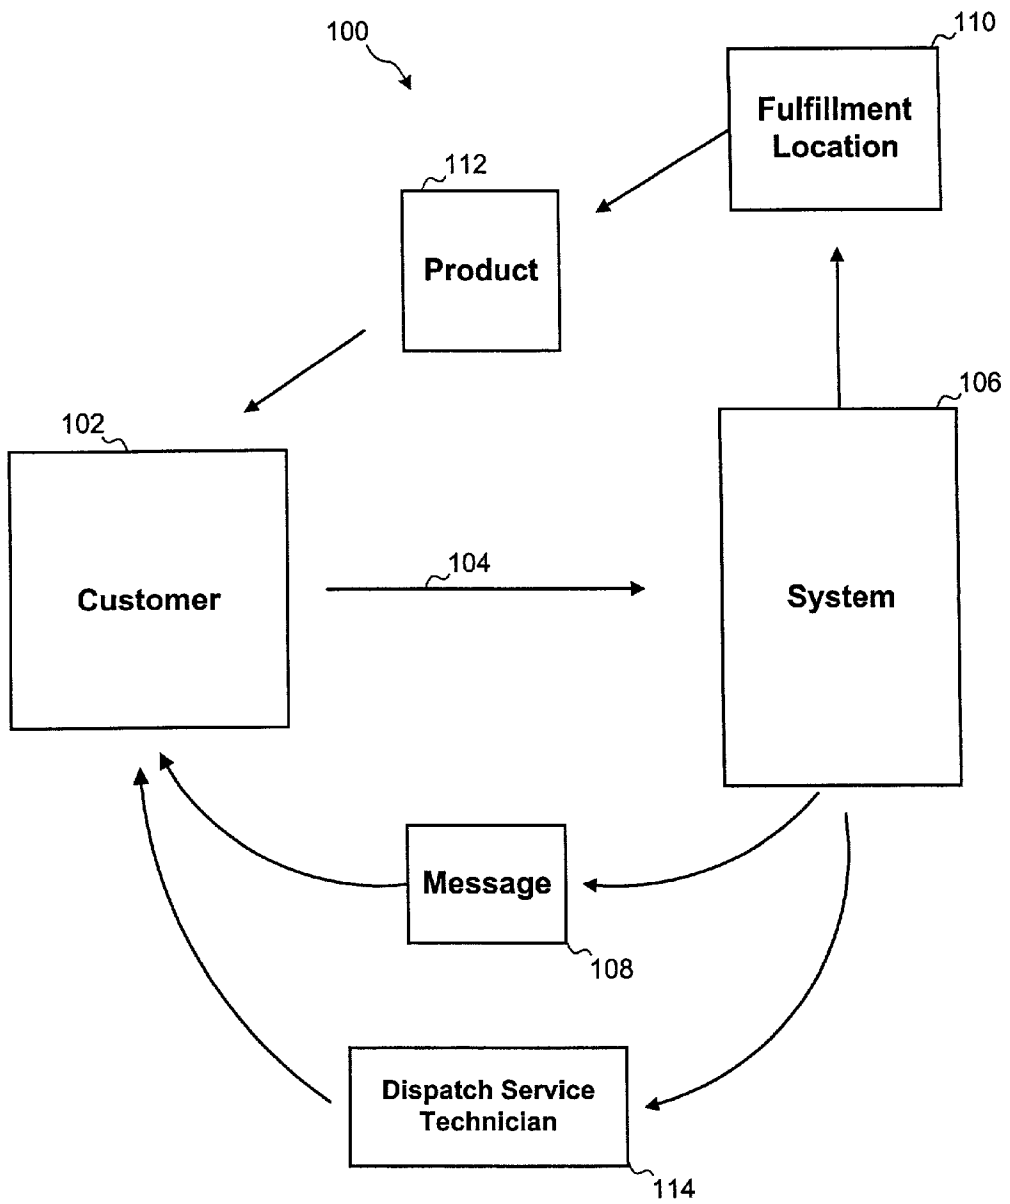 100
110
Fulfillment
Location
112
Product
106
102
104
Customer
System
Message
108
Dispatch Service
Technician
114